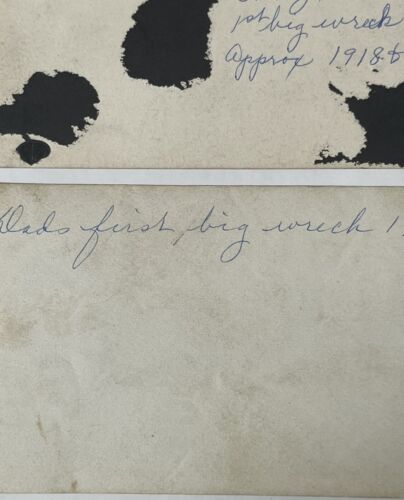 1st big wreck
Approx 1918 &
Dads first big wreck 1